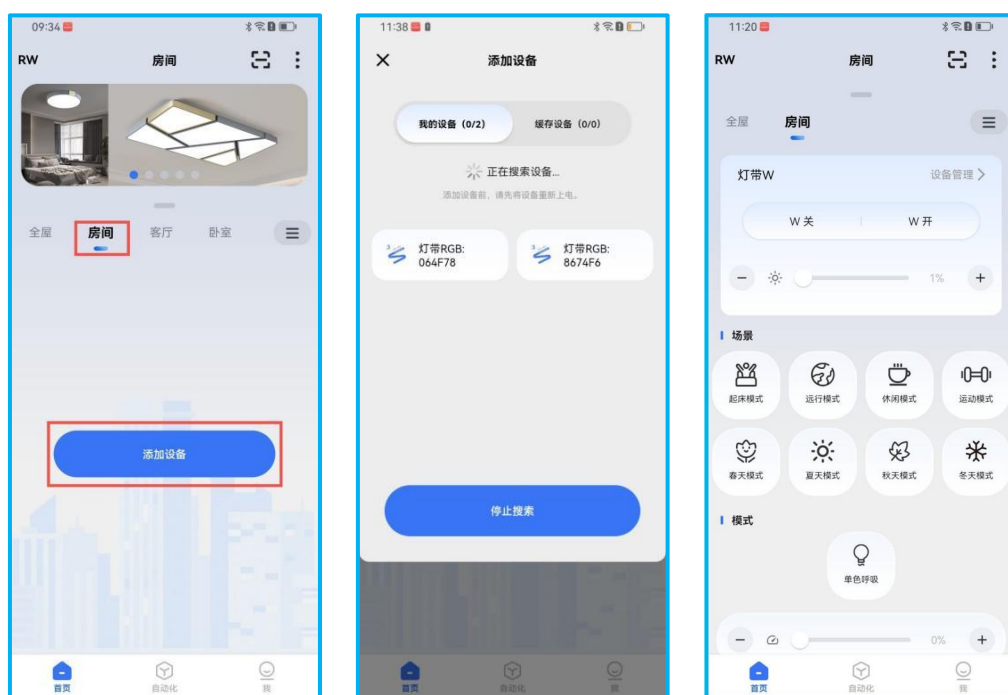 09:34
RW
房间
全屋
房间
客厅
卧室
添加设备
首页
自动化
我
11:38
添加设备
我的设备（0/2）
缓存设备（0/0）
正在搜索设备...
添加设备前，请先将设备重新上电。
灯带RGB:
064F78
灯带RGB:
8674F6
停止搜索
首页
自动化
我
11:20
RW
房间
全屋
房间
灯带W
设备管理
W 关
W 开
1%
场景
起床模式
远行模式
休闲模式
运动模式
春天模式
夏天模式
秋天模式
冬天模式
模式
单色呼吸
0%
首页
自动化
我